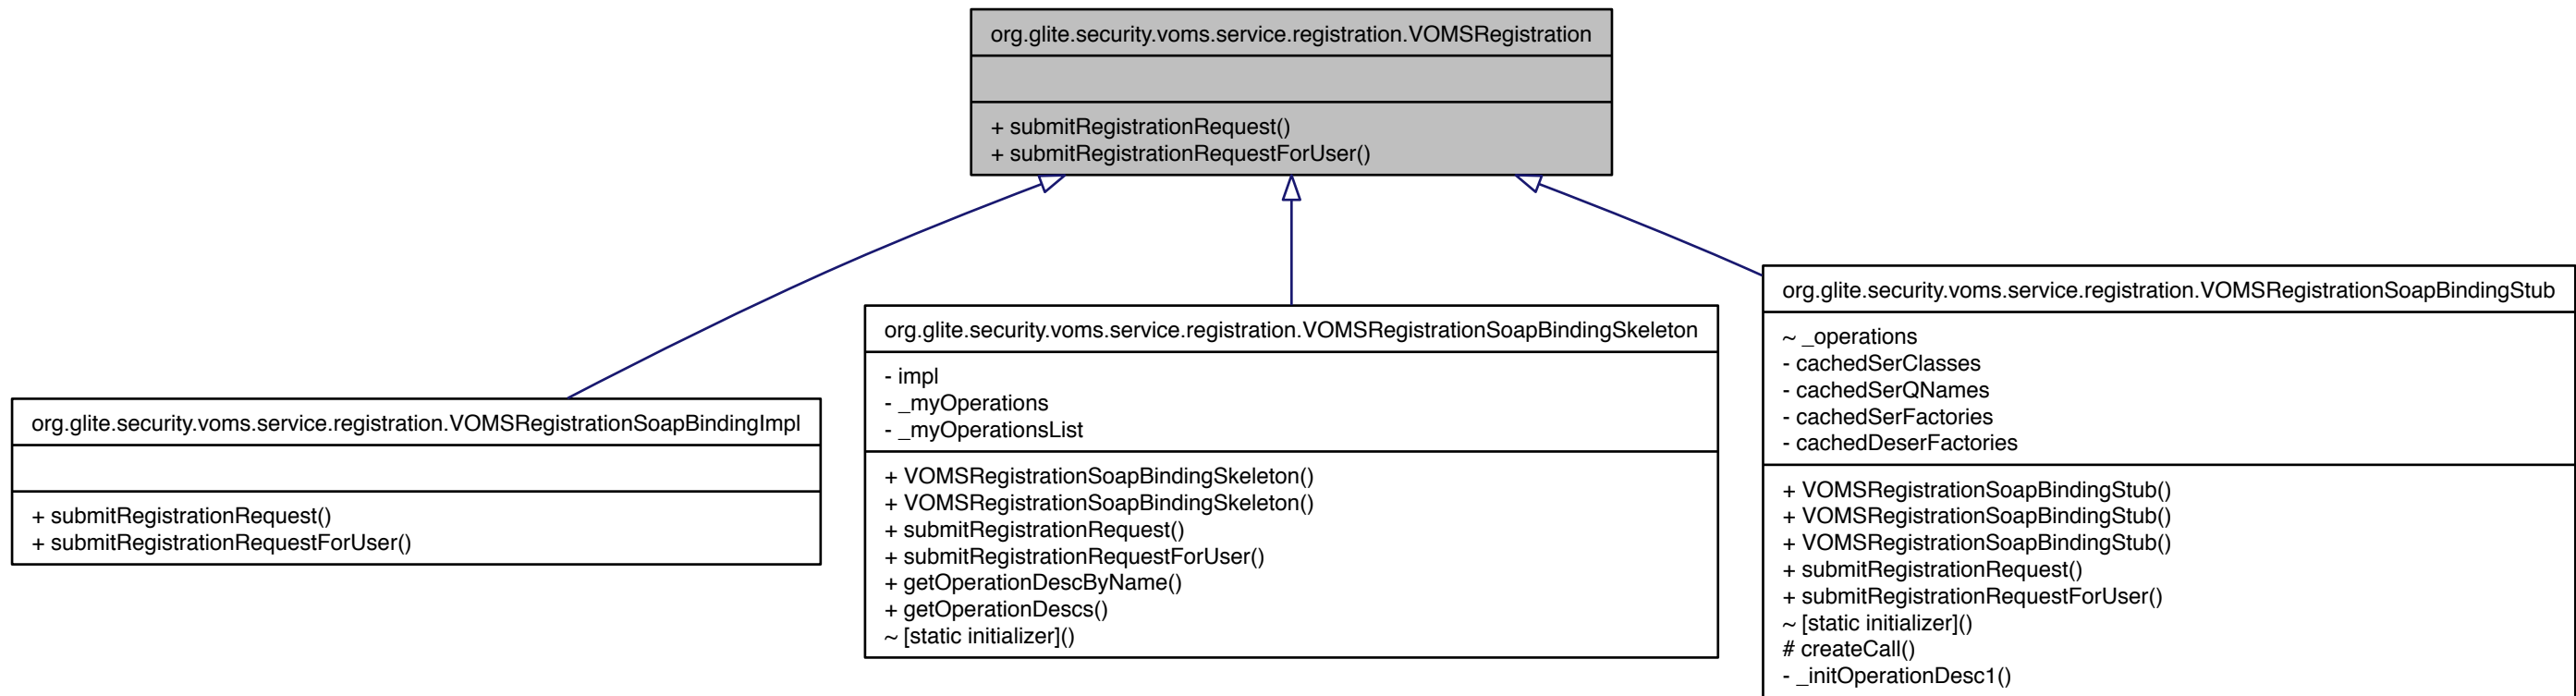 org.glite.security.voms.service.registration.VOMSRegistration
+ submitRegistrationRequest()
+ submitRegistrationRequestForUser()
org.glite.security.voms.service.registration.VOMSRegistrationSoapBindingImpl
+ submitRegistrationRequest()
+ submitRegistrationRequestForUser()
org.glite.security.voms.service.registration.VOMSRegistrationSoapBindingSkeleton
- impl
- _myOperations
- _myOperationsList
+ VOMSRegistrationSoapBindingSkeleton()
+ VOMSRegistrationSoapBindingSkeleton()
+ submitRegistrationRequest()
+ submitRegistrationRequestForUser()
+ getOperationDescByName()
+ getOperationDescs()
~ [static initializer]()
org.glite.security.voms.service.registration.VOMSRegistrationSoapBindingStub
~ _operations
- cachedSerClasses
- cachedSerQNames
- cachedSerFactories
- cachedDeserFactories
+ VOMSRegistrationSoapBindingStub()
+ VOMSRegistrationSoapBindingStub()
+ VOMSRegistrationSoapBindingStub()
+ submitRegistrationRequest()
+ submitRegistrationRequestForUser()
~ [static initializer]()
# createCall()
- _initOperationDesc1()